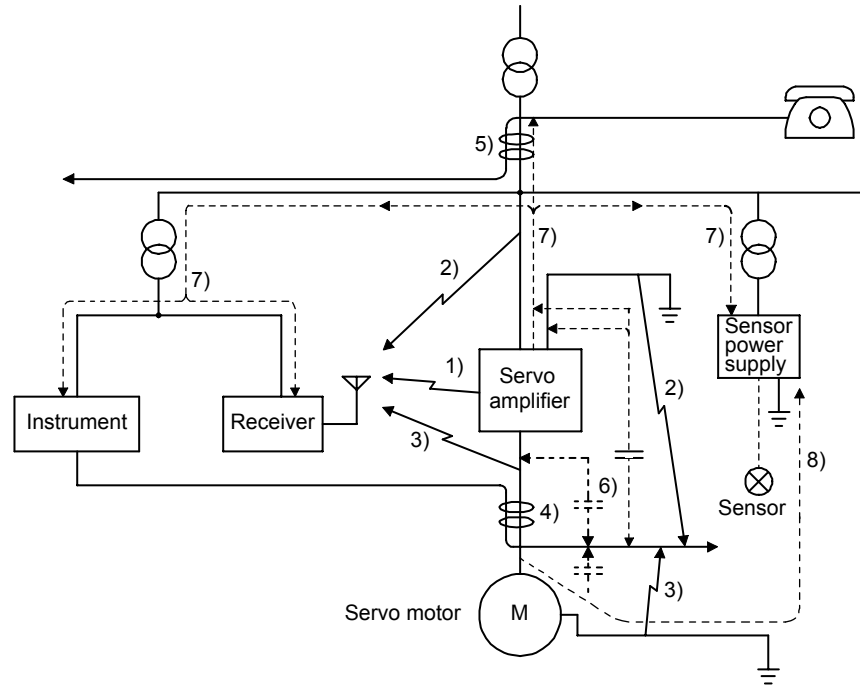 5)
7)
7)
2)
7)
Sensor
power
supply
1)
Servo
amplifier
2)
Instrument
Receiver
3)
8)
6)
4)
Sensor
3)
Servo motor
M